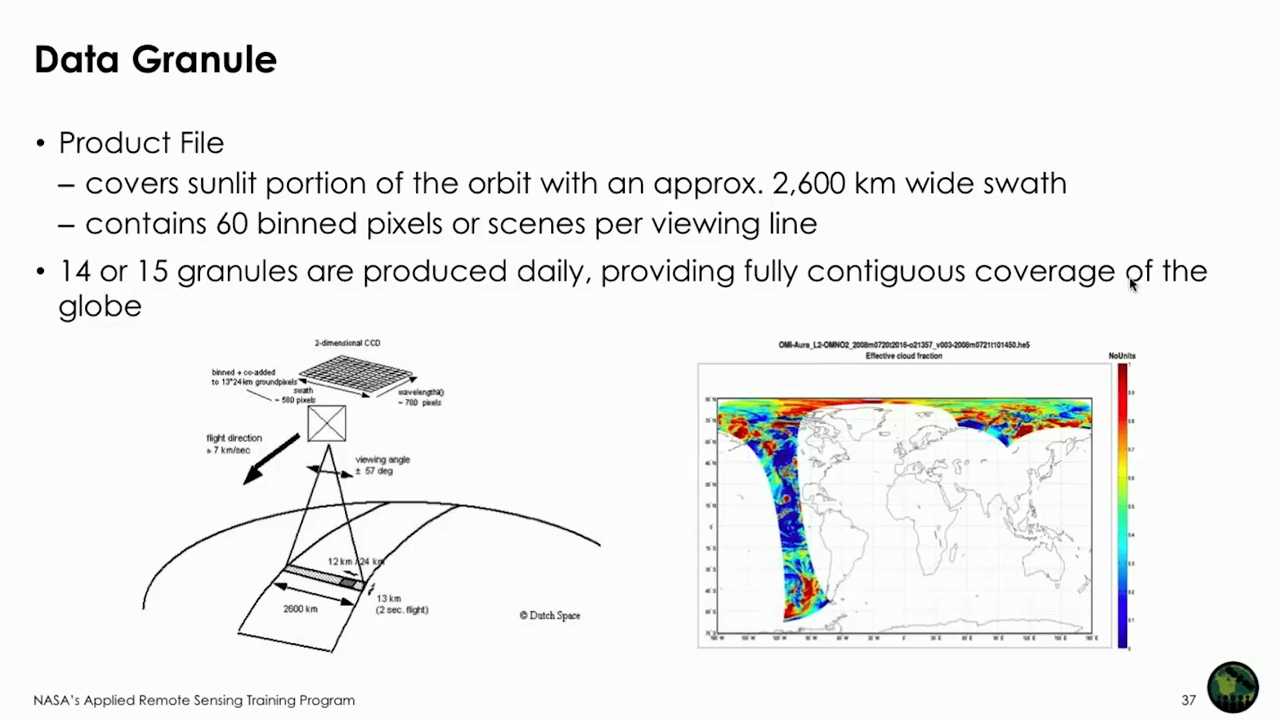 Data Granule
• Product File
– covers sunlit portion of the orbit with an approx. 2,600 km wide swath
– contains 60 binned pixels or scenes per viewing line
• 14 or 15 granules are produced daily, providing fully contiguous coverage of the
globe
2-dimensional CCD
binned + co-added
to 13*24 km groundpixels
swath
~ 580 pixels
wavelength()
~ 780 pixels
flight direction
» 7 km/sec
viewing angle
± 57 deg
12 km / 24 km
13 km
(2 sec. flight)
2600 km
© Dutch Space
OMI-Aura_L2-OMNO2_2008m0720t2016-o21357_v003-2008m0721t101450.he5
Effective cloud fraction
NoUnits
NASA's Applied Remote Sensing Training Program
37